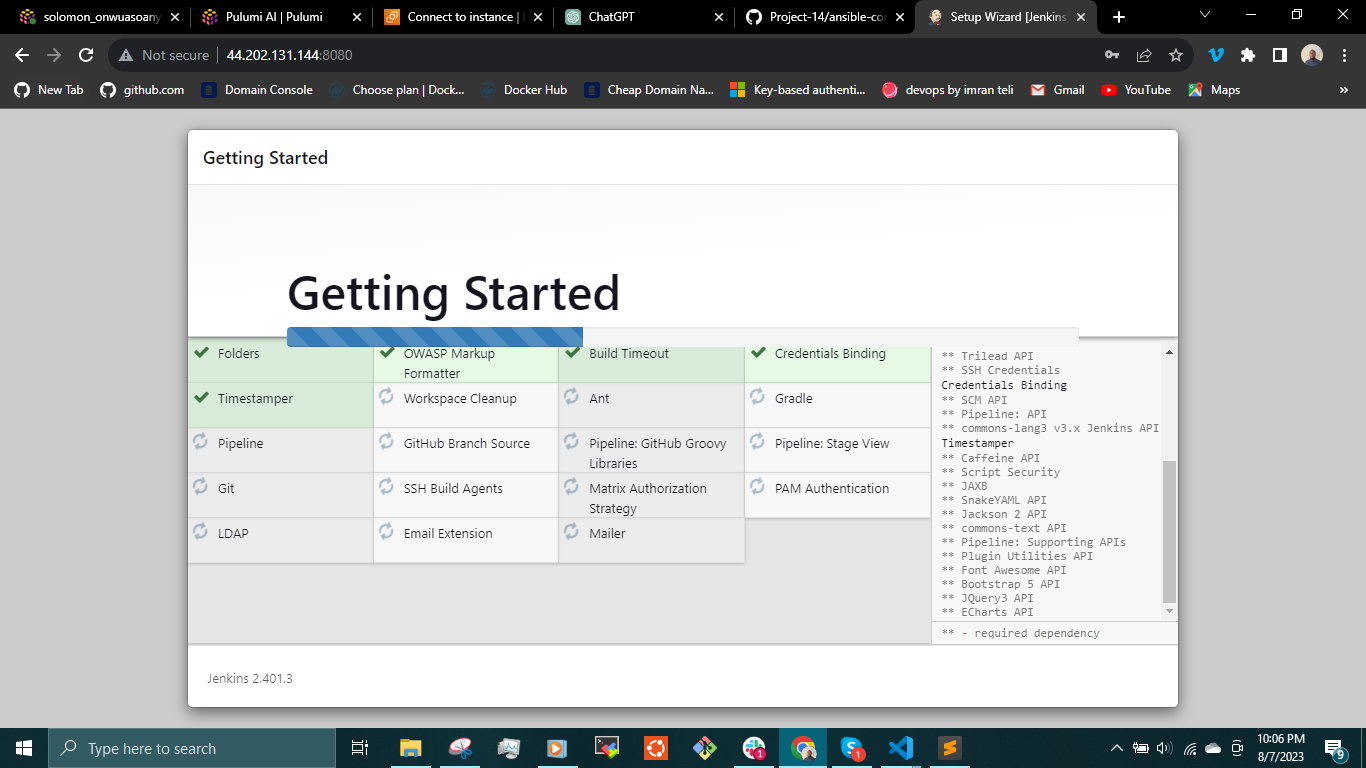 solomon_onwuasoany
Pulumi AI | Pulumi
Connect to instance |
ChatGPT
Project-14/ansible-co
Setup Wizard [Jenkins
Not secure
44.202.131.144:8080
New Tab
github.com
Domain Console
Choose plan | Dock...
Docker Hub
Cheap Domain Na...
Key-based authenti...
devops by imran teli
Gmail
YouTube
Maps
»
Getting Started
Getting Started
Folders
OWASP Markup
Formatter
Build Timeout
Credentials Binding
Timestamper
Workspace Cleanup
Ant
Gradle
Pipeline
GitHub Branch Source
Pipeline: GitHub Groovy
Libraries
Pipeline: Stage View
Git
SSH Build Agents
Matrix Authorization
Strategy
PAM Authentication
LDAP
Email Extension
Mailer
** Trilead API
** SSH Credentials
Credentials Binding
** SCM API
** Pipeline: API
** commons-lang3 v3.x Jenkins API
Timestamper
** Caffeine API
** Script Security
** JAXB
** SnakeYAML API
** Jackson 2 API
** commons-text API
** Pipeline: Supporting APIs
** Plugin Utilities API
** Font Awesome API
** Bootstrap 5 API
** JQuery3 API
** ECharts API
** - required dependency
Jenkins 2.401.3
Type here to search
1
1
10:06 PM
8/7/2023
9